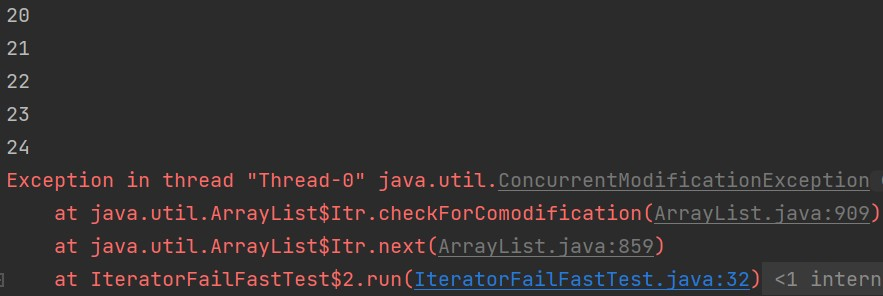 20
21
22
23
24
Exception in thread "Thread-0" java.util.ConcurrentModificationException
at java.util.ArrayList$Itr.checkForComodification(ArrayList.java:909)
at java.util.ArrayList$Itr.next(ArrayList.java:859)
at IteratorFailFastTest$2.run(IteratorFailFastTest.java:32) <1 intern